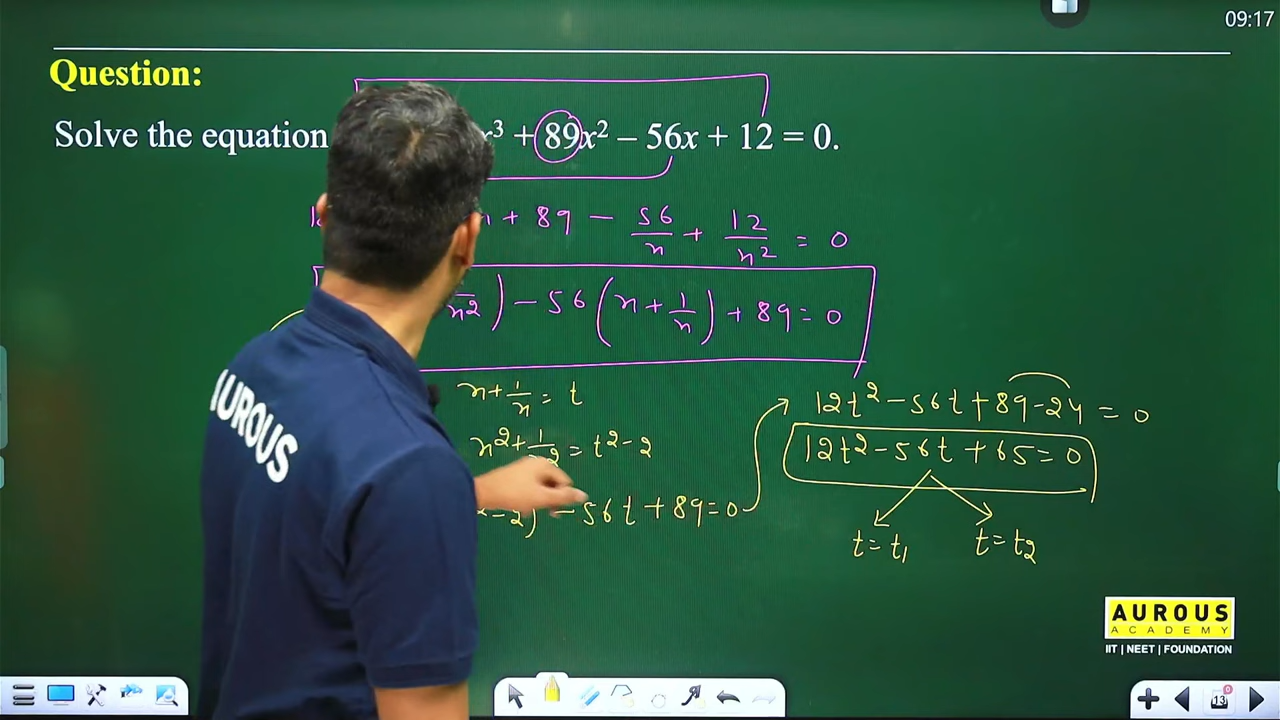 09:17
Question:
Solve the equation x³ + 89x² – 56x + 12 = 0.
+ 89 − 56/x + 12/x² = 0
x²) − 56 (x + 1/x) + 89 = 0
x + 1/x = t
x² + 1/x² = t² − 2
− 2) − 56t + 89 = 0
12t² − 56t + 89 − 24 = 0
12t² − 56t + 65 = 0
t = t₁ t = t₂
AUROUS
AUROUS
ACADEMY
IIT | NEET | FOUNDATION
13
0